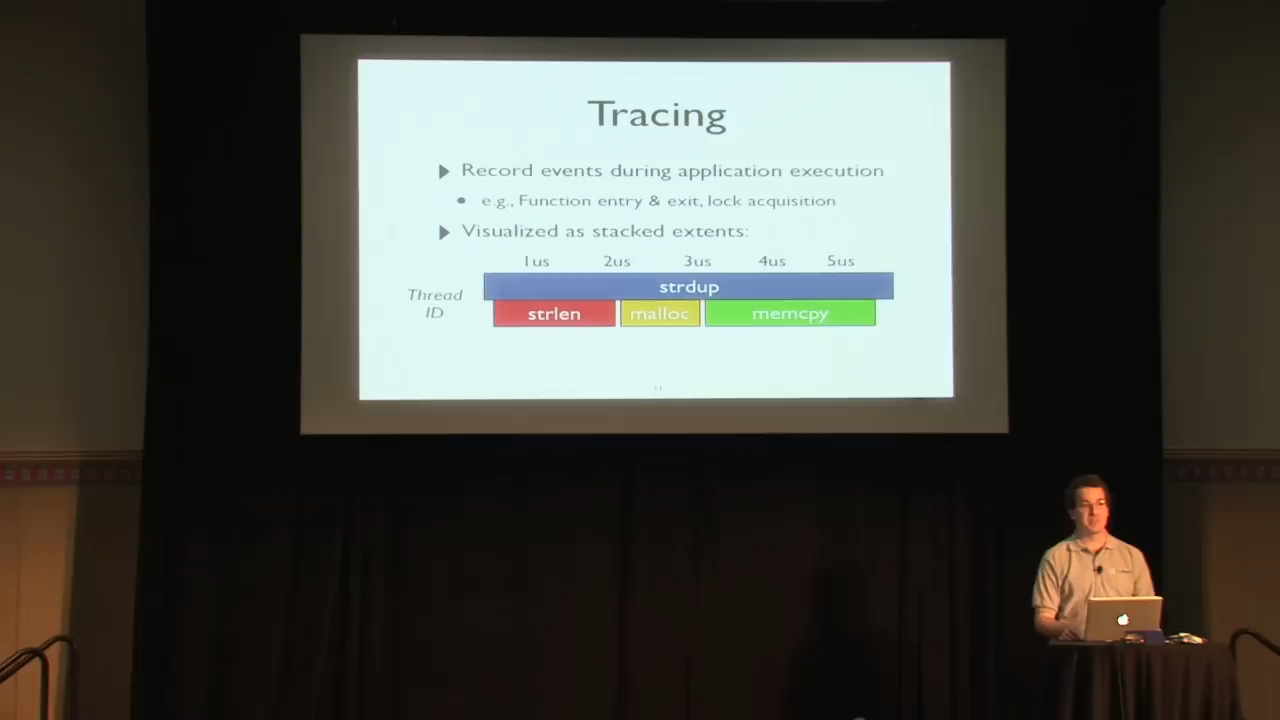 Tracing
Record events during application execution
e.g., Function entry & exit, lock acquisition
Visualized as stacked extents:
1us 2us 3us 4us 5us
strdup
Thread
ID
strlen malloc memcpy